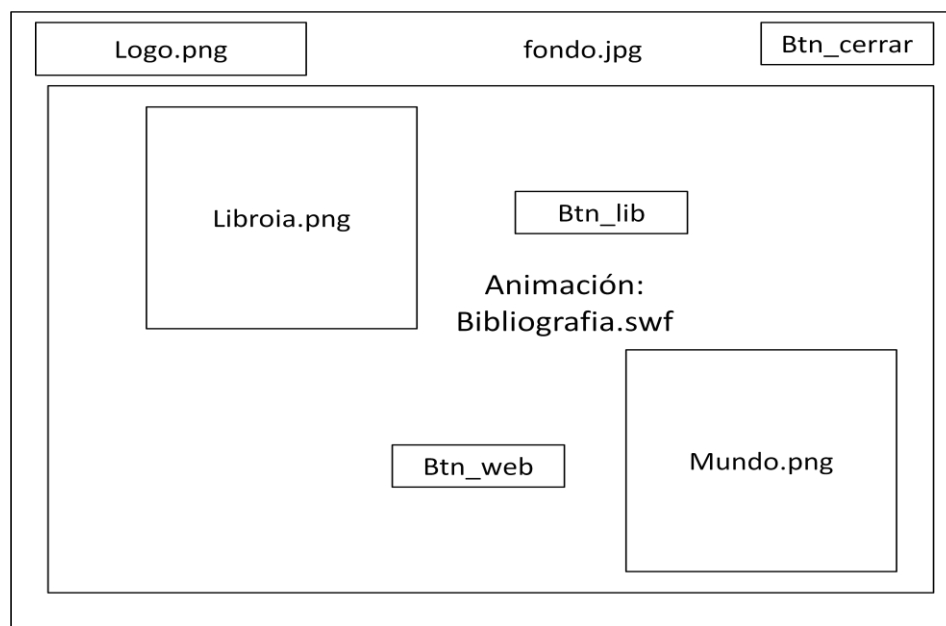 Logo.png
fondo.jpg
Btn_cerrar
Libroia.png
Btn_lib
Animación:
Bibliografia.swf
Btn_web
Mundo.png